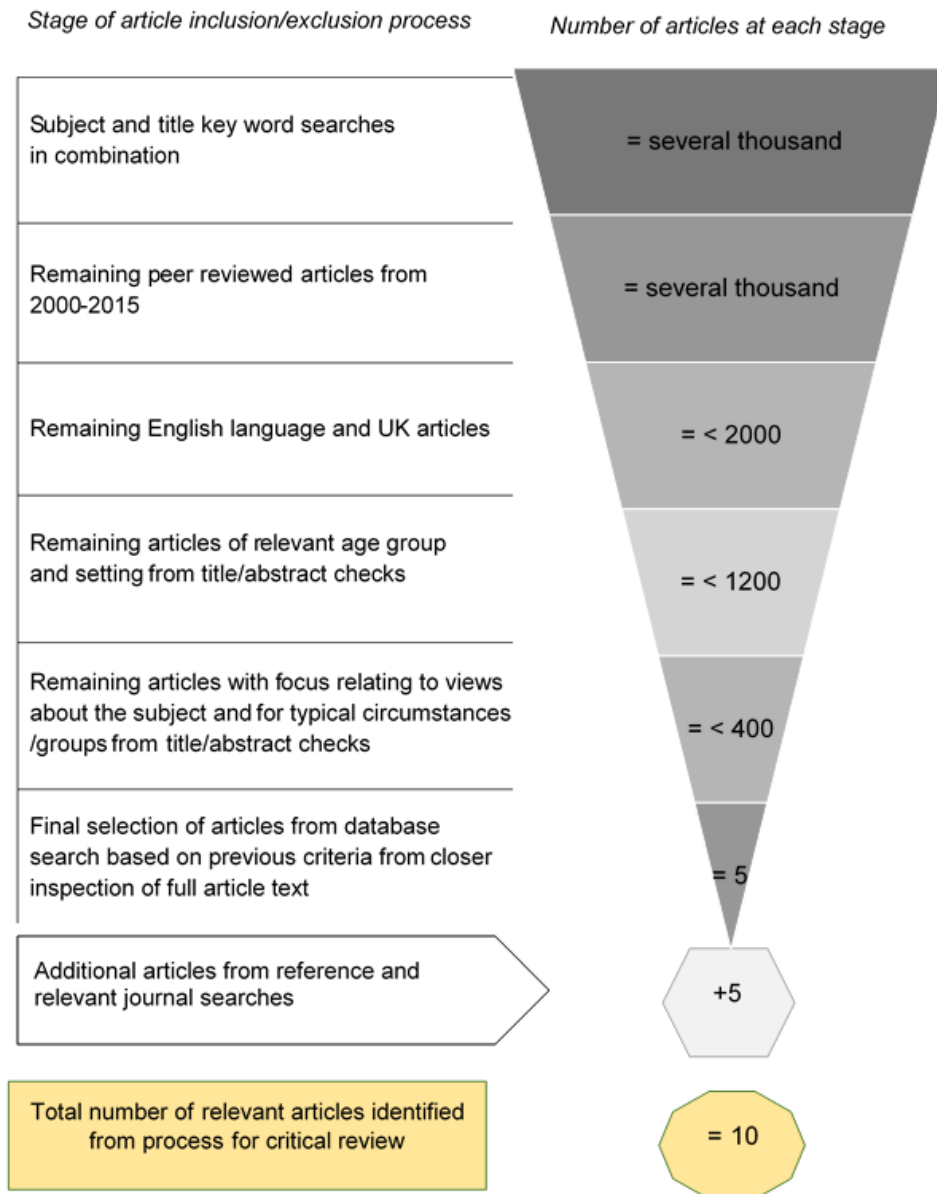 Stage of article inclusion/exclusion process
Number of articles at each stage
Subject and title key word searches
in combination
= several thousand
Remaining peer reviewed articles from
2000-2015
= several thousand
Remaining English language and UK articles
= < 2000
Remaining articles of relevant age group
and setting from title/abstract checks
= < 1200
Remaining articles with focus relating to views
about the subject and for typical circumstances
/groups from title/abstract checks
= < 400
Final selection of articles from database
search based on previous criteria from closer
inspection of full article text
= 5
Additional articles from reference and
relevant journal searches
+5
Total number of relevant articles identified
from process for critical review
= 10